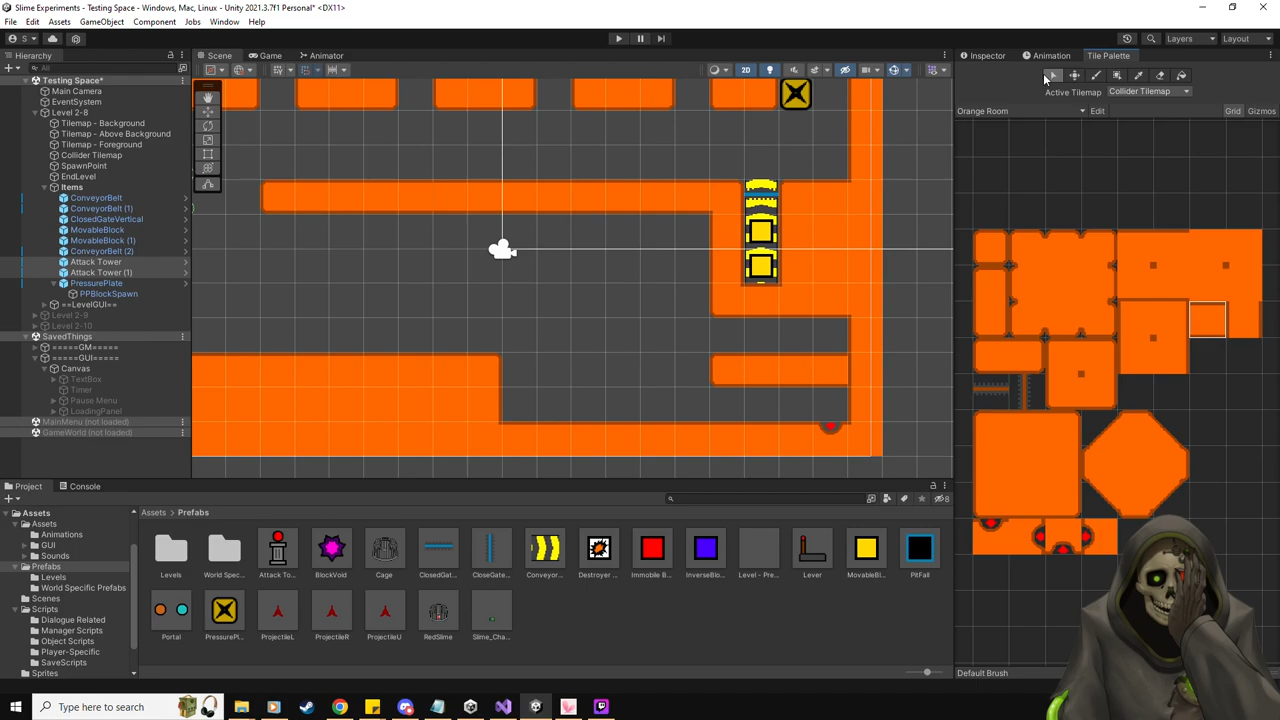 Slime Experiments - Testing Space - Windows, Mac, Linux - Unity 2021.3.7f1 Personal* <DX11>
File Edit Assets GameObject Component Jobs Window Help
S
Layers
Layout
Hierarchy
Scene
Game
Animator
Inspector
Animation
Tile Palette
All
2D
Testing Space*
Main Camera
EventSystem
Level 2-8
Tilemap - Background
Tilemap - Above Background
Tilemap - Foreground
Collider Tilemap
SpawnPoint
EndLevel
Items
ConveyorBelt
ConveyorBelt (1)
ClosedGateVertical
MovableBlock
MovableBlock (1)
ConveyorBelt (2)
Attack Tower
Attack Tower (1)
PressurePlate
PPBlockSpawn
==LevelGUI==
Level 2-9
Level 2-10
SavedThings
=====GM=====
=====GUI=====
Canvas
TextBox
Timer
Pause Menu
LoadingPanel
MainMenu (not loaded)
GameWorld (not loaded)
Active Tilemap
Collider Tilemap
Orange Room
Edit
Grid
Gizmos
Default Brush
Project
Console
8
Assets
Assets
Animations
GUI
Sounds
Prefabs
Levels
World Specific Prefabs
Scenes
Scripts
Dialogue Related
Manager Scripts
Object Scripts
Player-Specific
SaveScripts
Sprites
Assets > Prefabs
Levels
World Spec...
Attack To...
BlockVoid
Cage
ClosedGat...
CloseGate...
Conveyor...
Destroyer ...
Immobile B...
InverseBlo...
Level - Pre...
Lever
MovableBl...
PitFall
Portal
PressurePl...
ProjectileL
ProjectileR
ProjectileU
RedSlime
Slime_Cha...
Type here to search